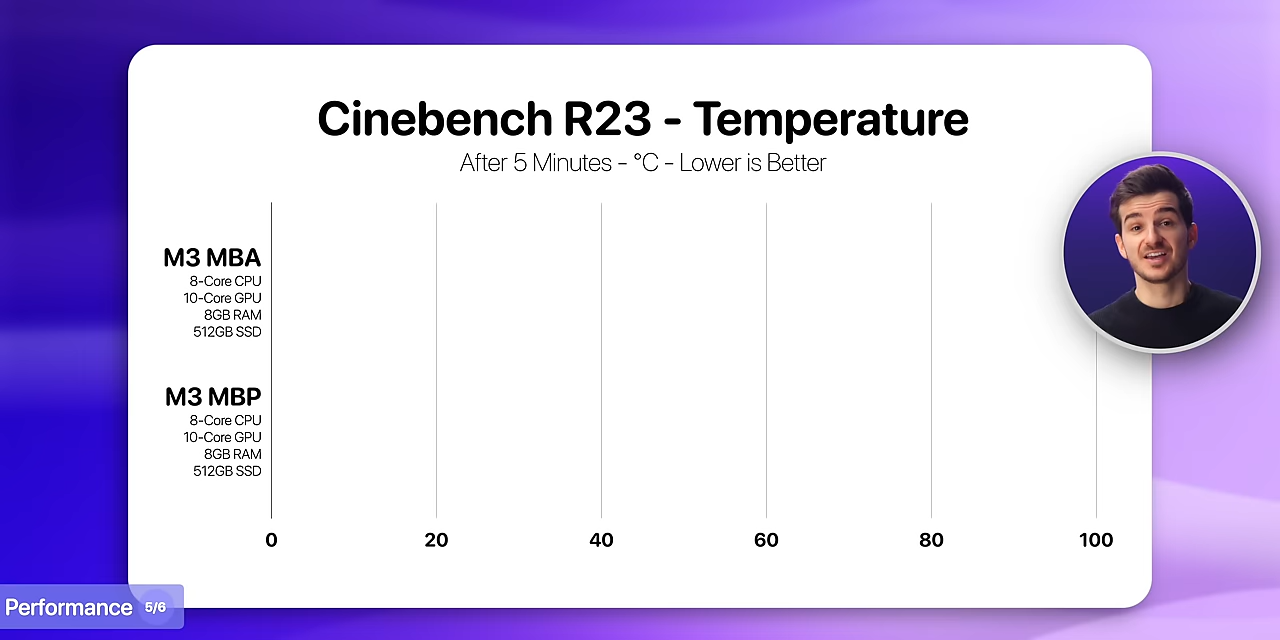 Cinebench R23 - Temperature
After 5 Minutes - °C - Lower is Better
M3 MBA
8-Core CPU
10-Core GPU
8GB RAM
512GB SSD
M3 MBP
8-Core CPU
10-Core GPU
8GB RAM
512GB SSD
0 20 40 60 80 100
Performance 5/6